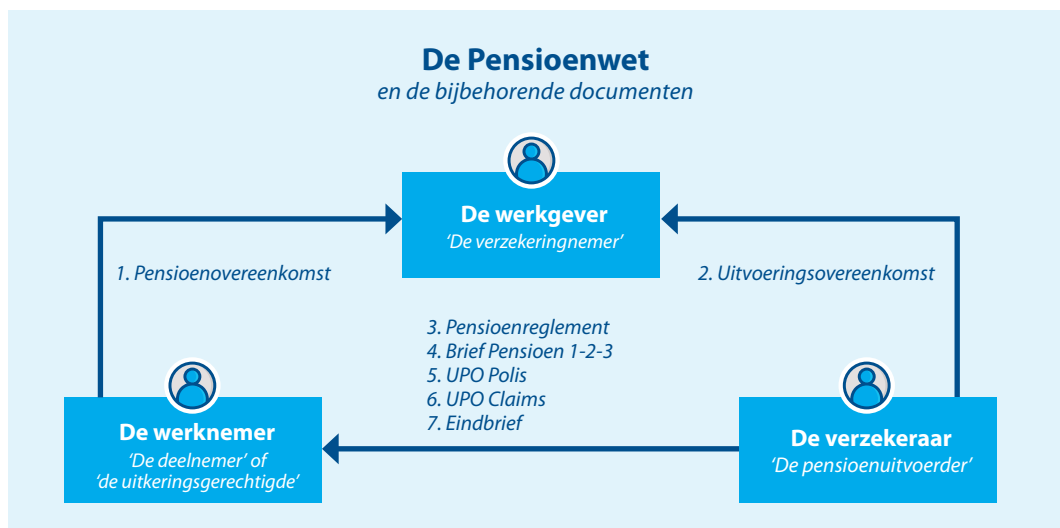 De Pensioenwet
en de bijbehorende documenten
De werkgever
‘De verzekeringnemer’
1. Pensioenovereenkomst
2. Uitvoeringsovereenkomst
3. Pensioenreglement
4. Brief Pensioen 1-2-3
5. UPO Polis
6. UPO Claims
7. Eindbrief
De werknemer
‘De deelnemer’ of
‘de uitkeringsgerechtigde’
De verzekeraar
‘De pensioenuitvoerder’